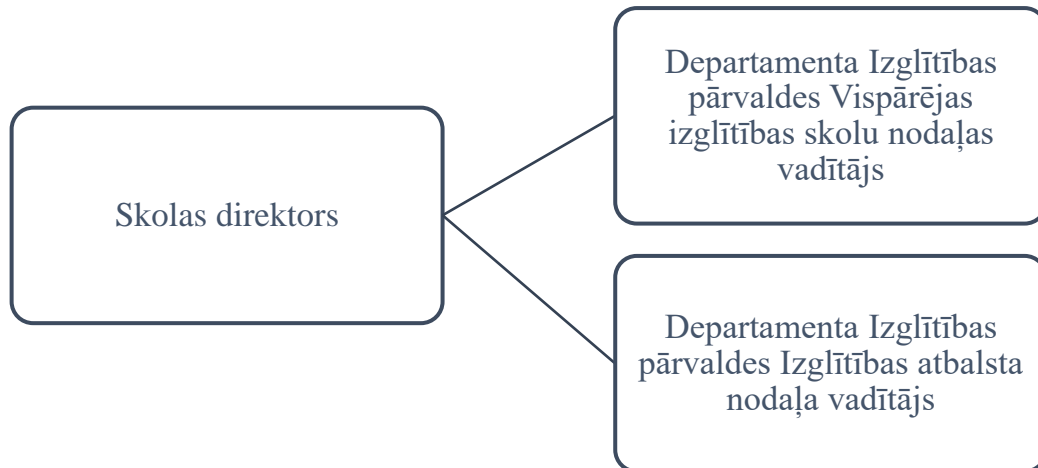 Skolas direktors
Departamenta Izglītības
pārvaldes Vispārējas
izglītības skolu nodaļas
vadītājs
Departamenta Izglītības
pārvaldes Izglītības atbalsta
nodaļa vadītājs